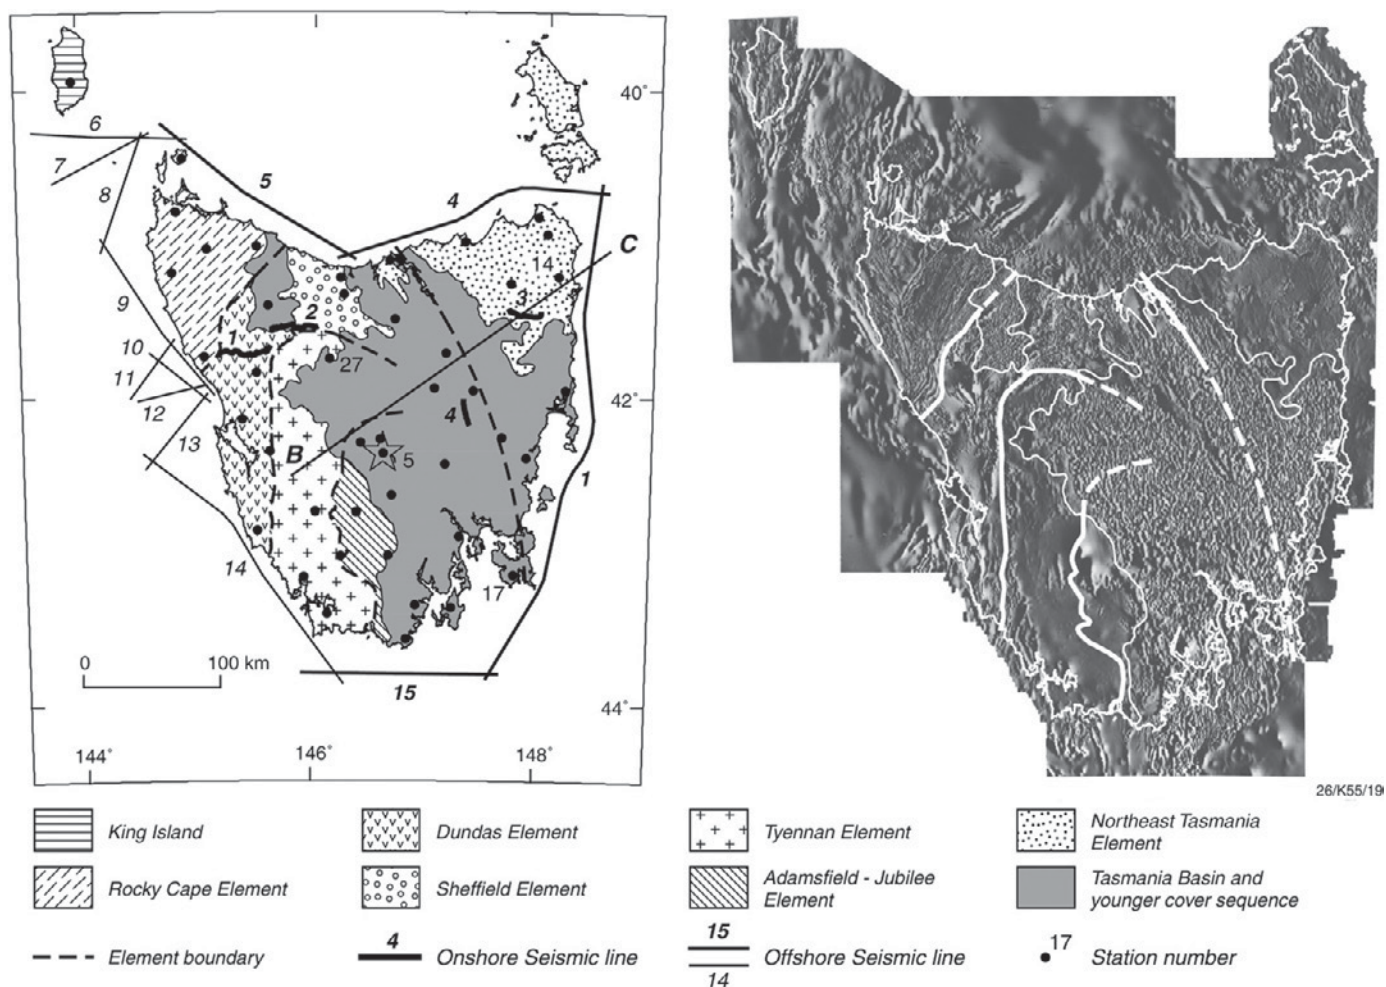 40°
6
7
5
8
4
C
14
9
3
2
1
10
27
11
42°
12
4
13
B
5
1
14
17
0
100 km
15
44°
144°
146°
148°
26/K55/19
King Island
Dundas Element
Tyennan Element
Northeast Tasmania
Element
Rocky Cape Element
Sheffield Element
Adamsfield - Jubilee
Element
Tasmania Basin and
younger cover sequence
Element boundary
4
Onshore Seismic line
15
Offshore Seismic line
14
17
Station number